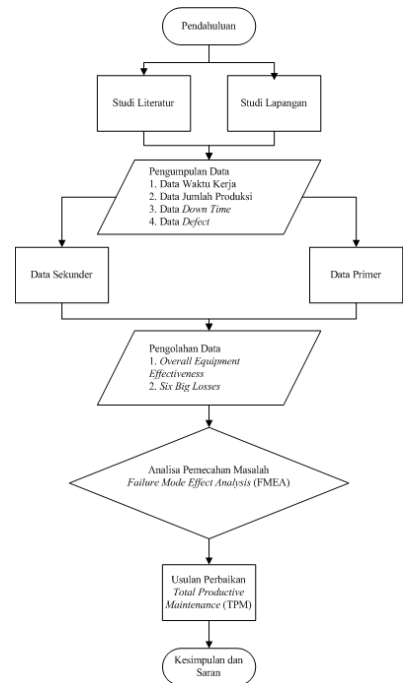 Pendahuluan
Studi Literatur
Studi Lapangan
Pengumpulan Data
1. Data Waktu Kerja
2. Data Jumlah Produksi
3. Data Down Time
4. Data Defect
Data Sekunder
Data Primer
Pengolahan Data
1. Overall Equipment
Effectiveness
2. Six Big Losses
Analisa Pemecahan Masalah
Failure Mode Effect Analysis (FMEA)
Usulan Perbaikan
Total Productive
Maintenance (TPM)
Kesimpulan dan
Saran